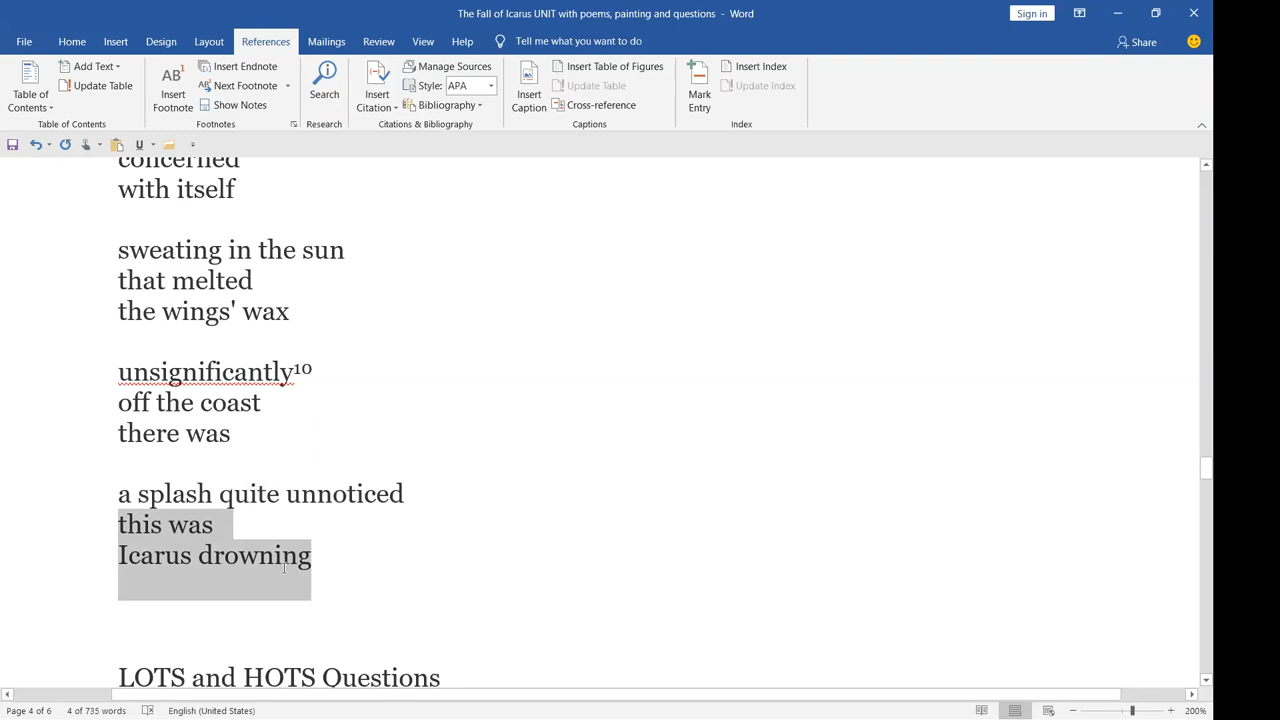 The Fall of Icarus UNIT with poems, painting and questions - Word
Sign in
File Home Insert Design Layout References Mailings Review View Help Tell me what you want to do Share
Table of Contents
Add Text
Update Table
Table of Contents
Insert Footnote
Insert Endnote
Next Footnote
Show Notes
Footnotes
Search
Research
Insert Citation
Manage Sources
Style: APA
Bibliography
Citations & Bibliography
Insert Caption
Insert Table of Figures
Update Table
Cross-reference
Captions
Mark Entry
Insert Index
Update Index
Index
concerned
with itself
sweating in the sun
that melted
the wings' wax
unsignificantly¹⁰
off the coast
there was
a splash quite unnoticed
this was
Icarus drowning
LOTS and HOTS Questions
Page 4 of 6 4 of 735 words English (United States) 200%